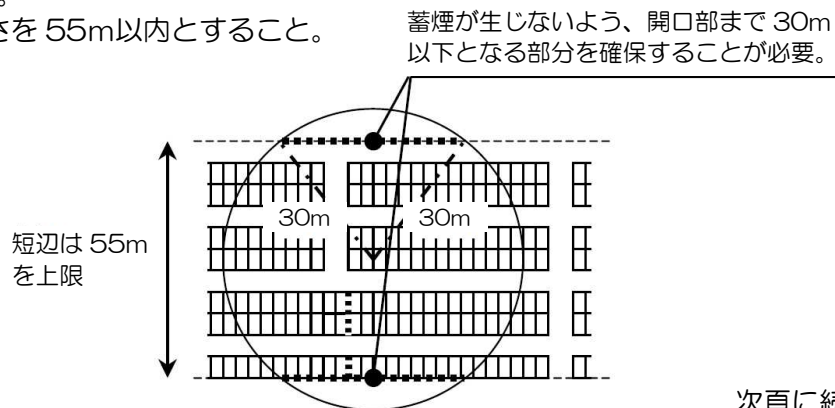 。
さを 55m以内とすること。
蓄煙が生じないよう、開口部まで 30m
以下となる部分を確保することが必要。
30m
30m
短辺は 55m
を上限
次頁に続